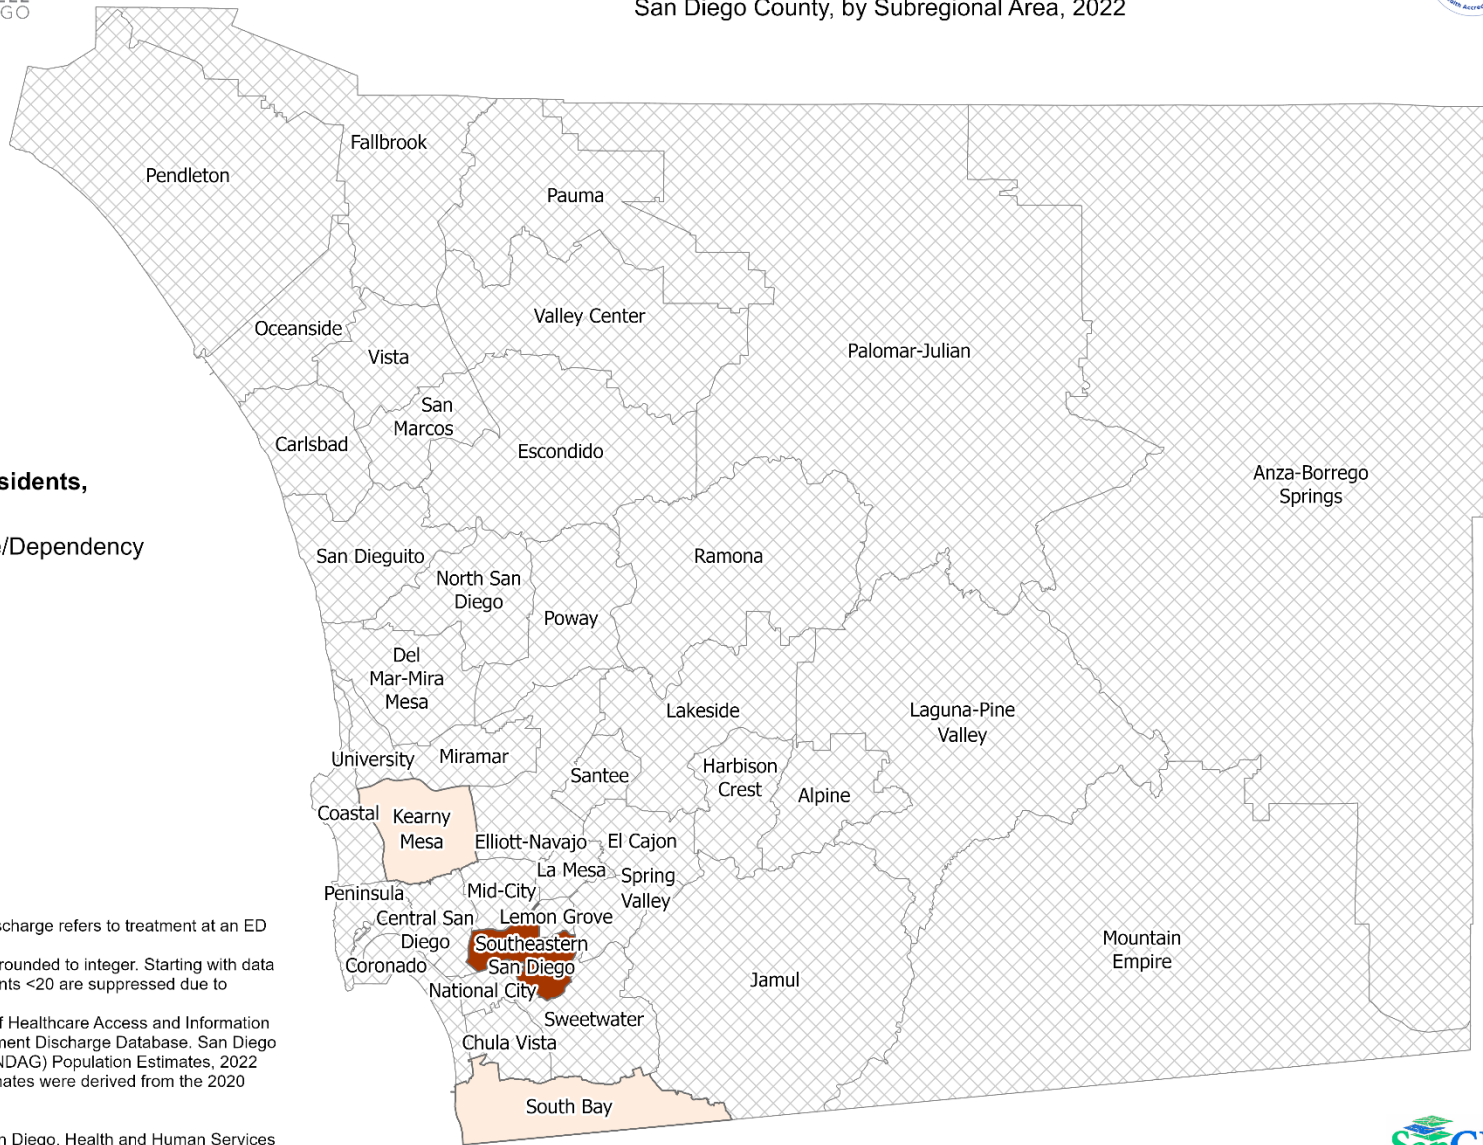 GO
San Diego County, by Subregional Area, 2022
Fallbrook
Pendleton
Pauma
Valley Center
Oceanside
Vista
Palomar-Julian
San
Marcos
Carlsbad
Escondido
Anza-Borrego
Springs
sidents,
/Dependency
San Dieguito
North San
Diego
Ramona
Poway
Del
Mar-Mira
Mesa
Lakeside
Laguna-Pine
Valley
University
Miramar
Santee
Harbison
Crest
Alpine
Coastal
Kearny
Mesa
Elliott-Navajo
El Cajon
La Mesa
Spring
Valley
Peninsula
Mid-City
Central San
Diego
Lemon Grove
Southeastern
San Diego
Coronado
National City
Jamul
Mountain
Empire
Sweetwater
Chula Vista
South Bay
scharge refers to treatment at an ED
rounded to integer. Starting with data
nts <20 are suppressed due to
f Healthcare Access and Information
ment Discharge Database. San Diego
NDAG) Population Estimates, 2022
mates were derived from the 2020
n Diego, Health and Human Services